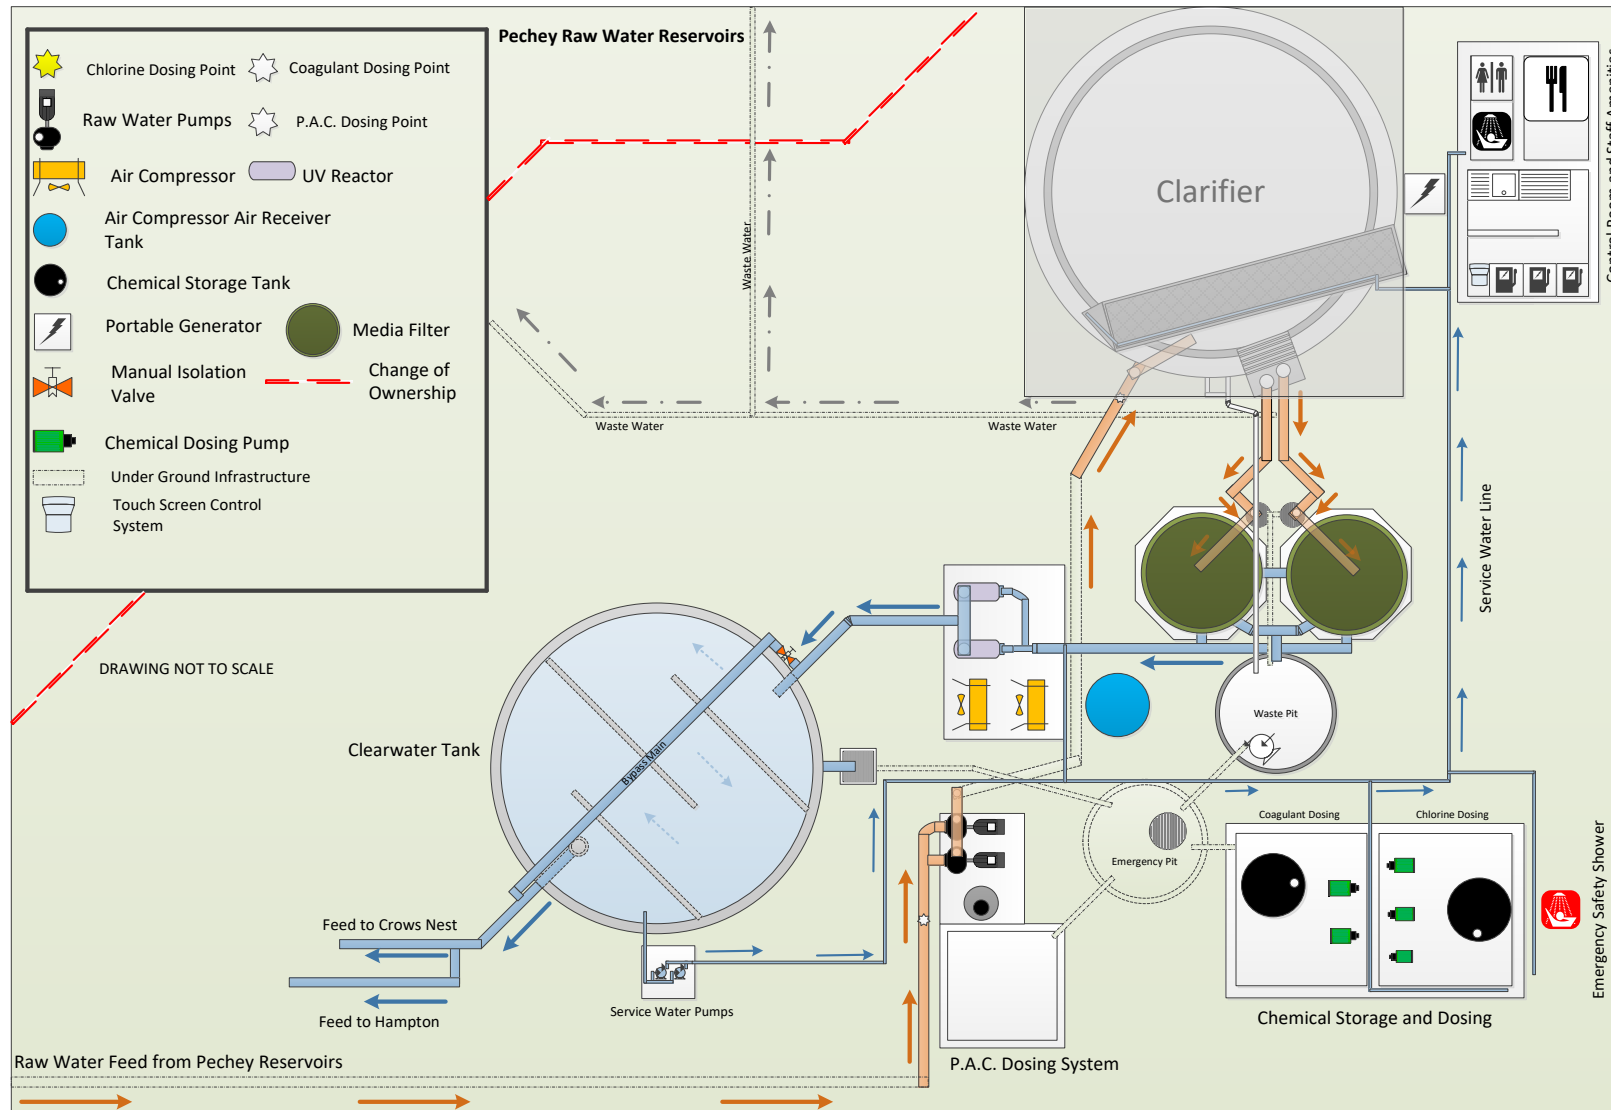 Pechey Raw Water Reservoirs
Chlorine Dosing Point
Coagulant Dosing Point
Raw Water Pumps
P.A.C. Dosing Point
Air Compressor
UV Reactor
Air Compressor Air Receiver
Tank
Chemical Storage Tank
Portable Generator
Media Filter
Manual Isolation
Valve
Change of
Ownership
Chemical Dosing Pump
Under Ground Infrastructure
Touch Screen Control
System
Clarifier
Control Room and Staff Amenities
Waste Water
Waste Water
Waste Water
Service Water Line
DRAWING NOT TO SCALE
Clearwater Tank
Bypass Main
Waste Pit
Emergency Pit
Coagulant Dosing
Chlorine Dosing
Emergency Safety Shower
Feed to Crows Nest
Feed to Hampton
Service Water Pumps
Chemical Storage and Dosing
Raw Water Feed from Pechey Reservoirs
P.A.C. Dosing System